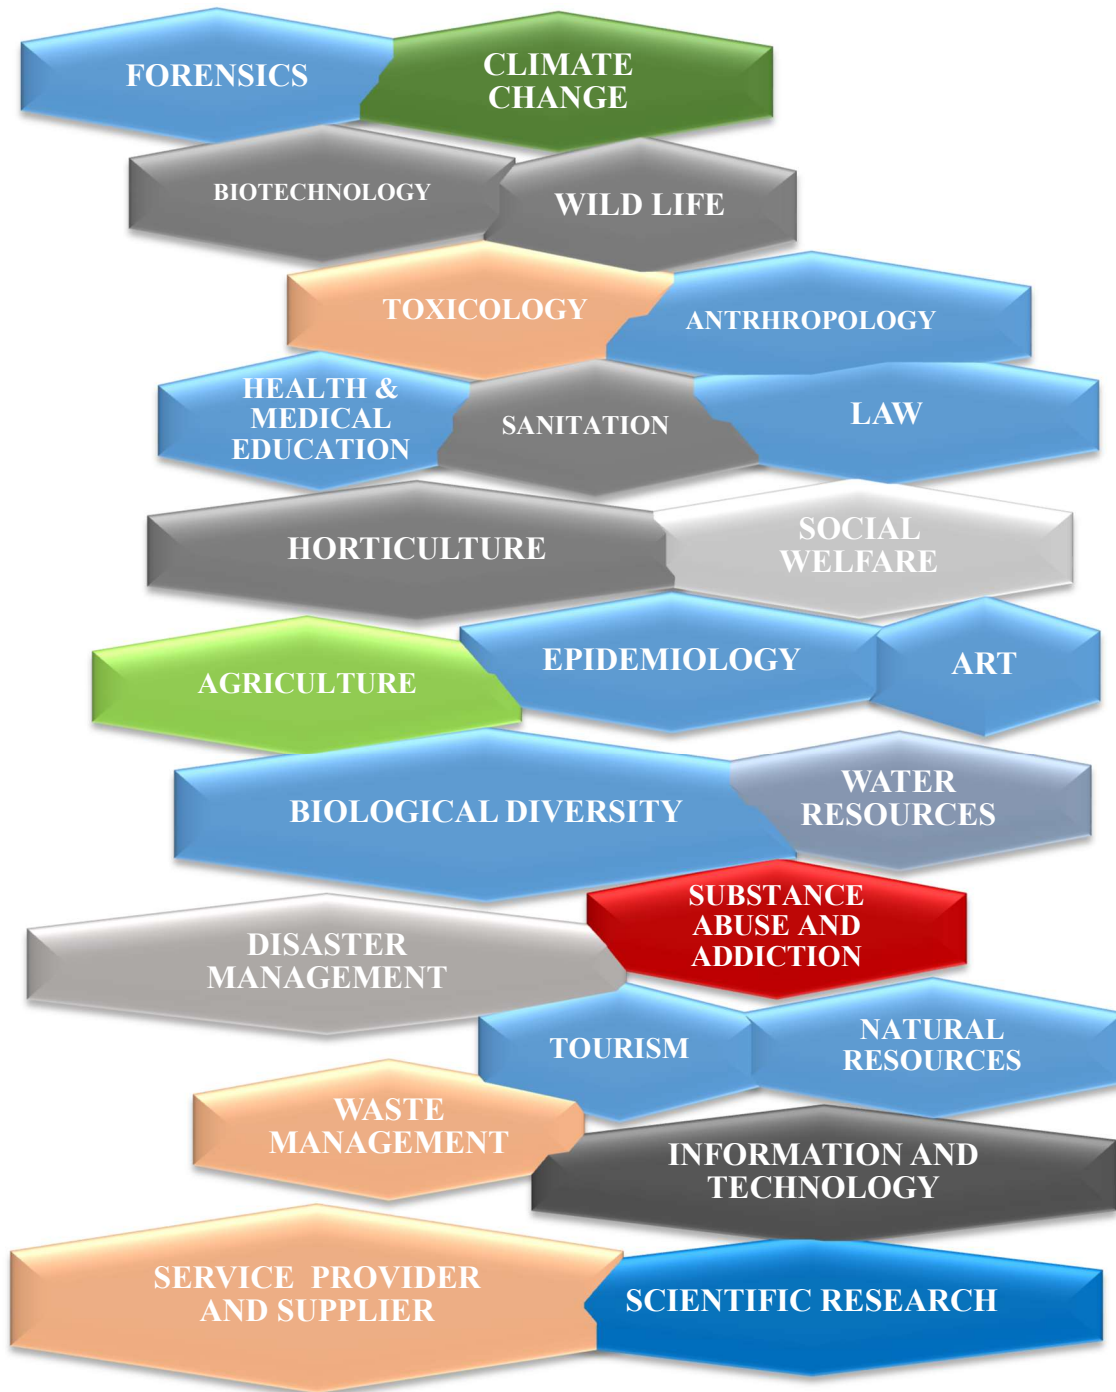 FORENSICS
CLIMATE
CHANGE
BIOTECHNOLOGY
WILD LIFE
TOXICOLOGY
ANTRHROPOLOGY
HEALTH &
MEDICAL
EDUCATION
SANITATION
LAW
HORTICULTURE
SOCIAL
WELFARE
AGRICULTURE
EPIDEMIOLOGY
ART
BIOLOGICAL DIVERSITY
WATER
RESOURCES
SUBSTANCE
ABUSE AND
ADDICTION
DISASTER
MANAGEMENT
TOURISM
NATURAL
RESOURCES
WASTE
MANAGEMENT
INFORMATION AND
TECHNOLOGY
SERVICE PROVIDER
AND SUPPLIER
SCIENTIFIC RESEARCH